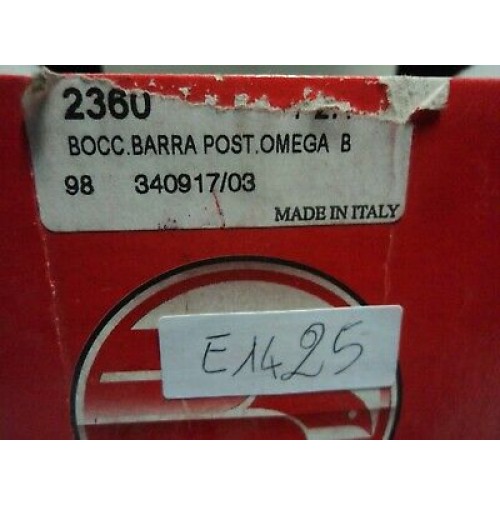 2360
BOCC.BARRA POST.OMEGA B
98 340917/03
MADE IN ITALY
E1425